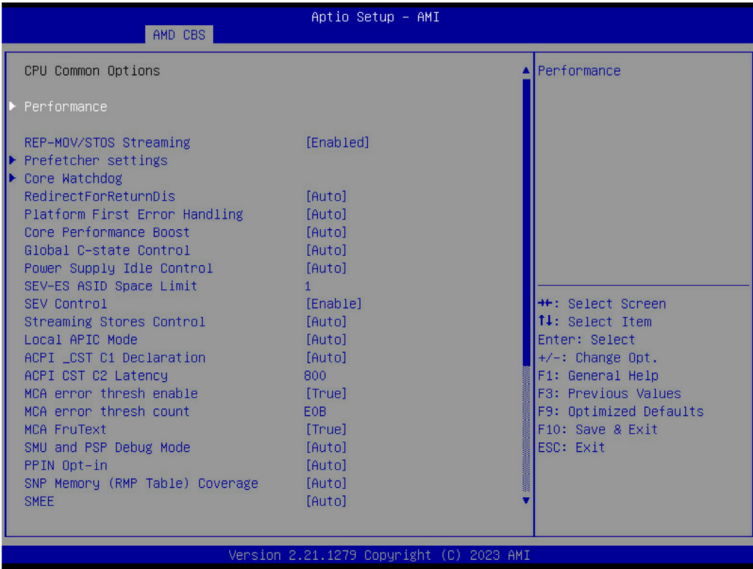 Aptio Setup - AMI
AMD CBS
CPU Common Options
Performance
REP-MOV/STOS Streaming [Enabled]
Prefetcher settings
Core Watchdog
RedirectForReturnDis [Auto]
Platform First Error Handling [Auto]
Core Performance Boost [Auto]
Global C-state Control [Auto]
Power Supply Idle Control [Auto]
SEV-ES ASID Space Limit 1
SEV Control [Enable]
Streaming Stores Control [Auto]
Local APIC Mode [Auto]
ACPI _CST C1 Declaration [Auto]
ACPI CST C2 Latency 800
MCA error thresh enable [True]
MCA error thresh count E0B
MCA FruText [True]
SMU and PSP Debug Mode [Auto]
PPIN Opt-in [Auto]
SNP Memory (RMP Table) Coverage [Auto]
SMEE [Auto]
Performance
→←: Select Screen
↑↓: Select Item
Enter: Select
+/-: Change Opt.
F1: General Help
F3: Previous Values
F9: Optimized Defaults
F10: Save & Exit
ESC: Exit
Version 2.21.1279 Copyright (C) 2023 AMI